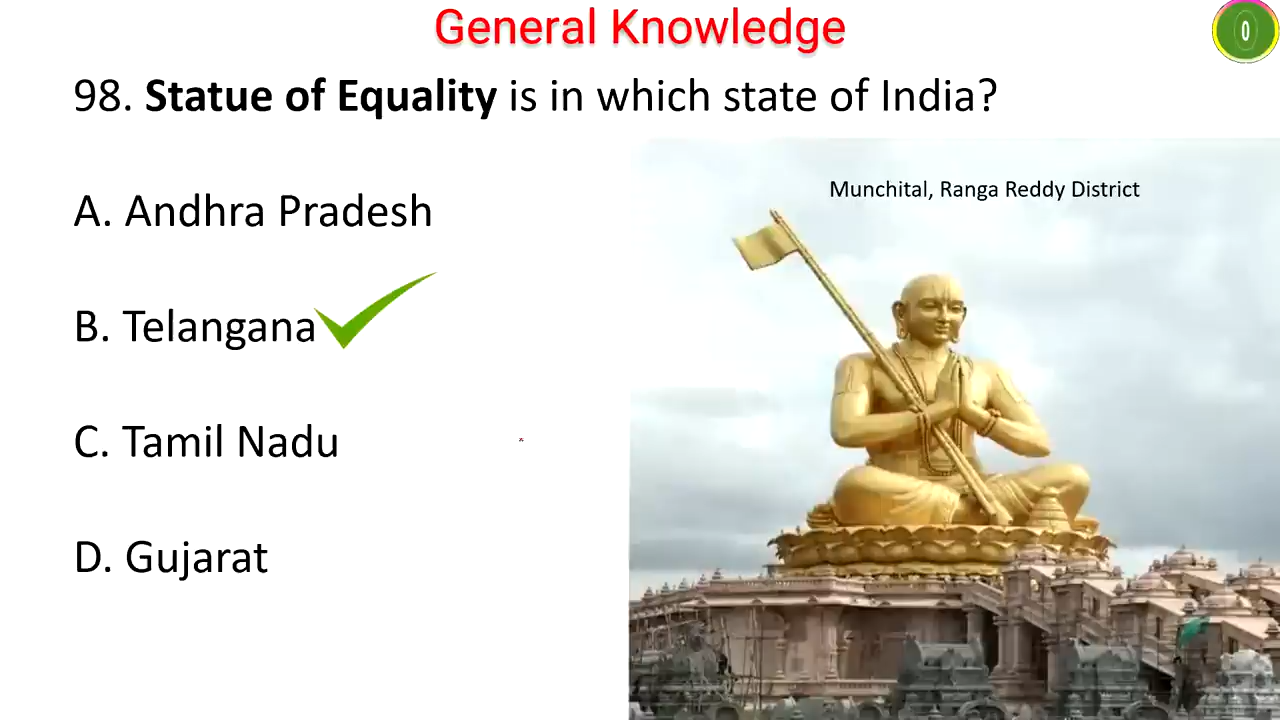 General Knowledge
0
98. Statue of Equality is in which state of India?
Munchital, Ranga Reddy District
A. Andhra Pradesh
B. Telangana
C. Tamil Nadu
D. Gujarat